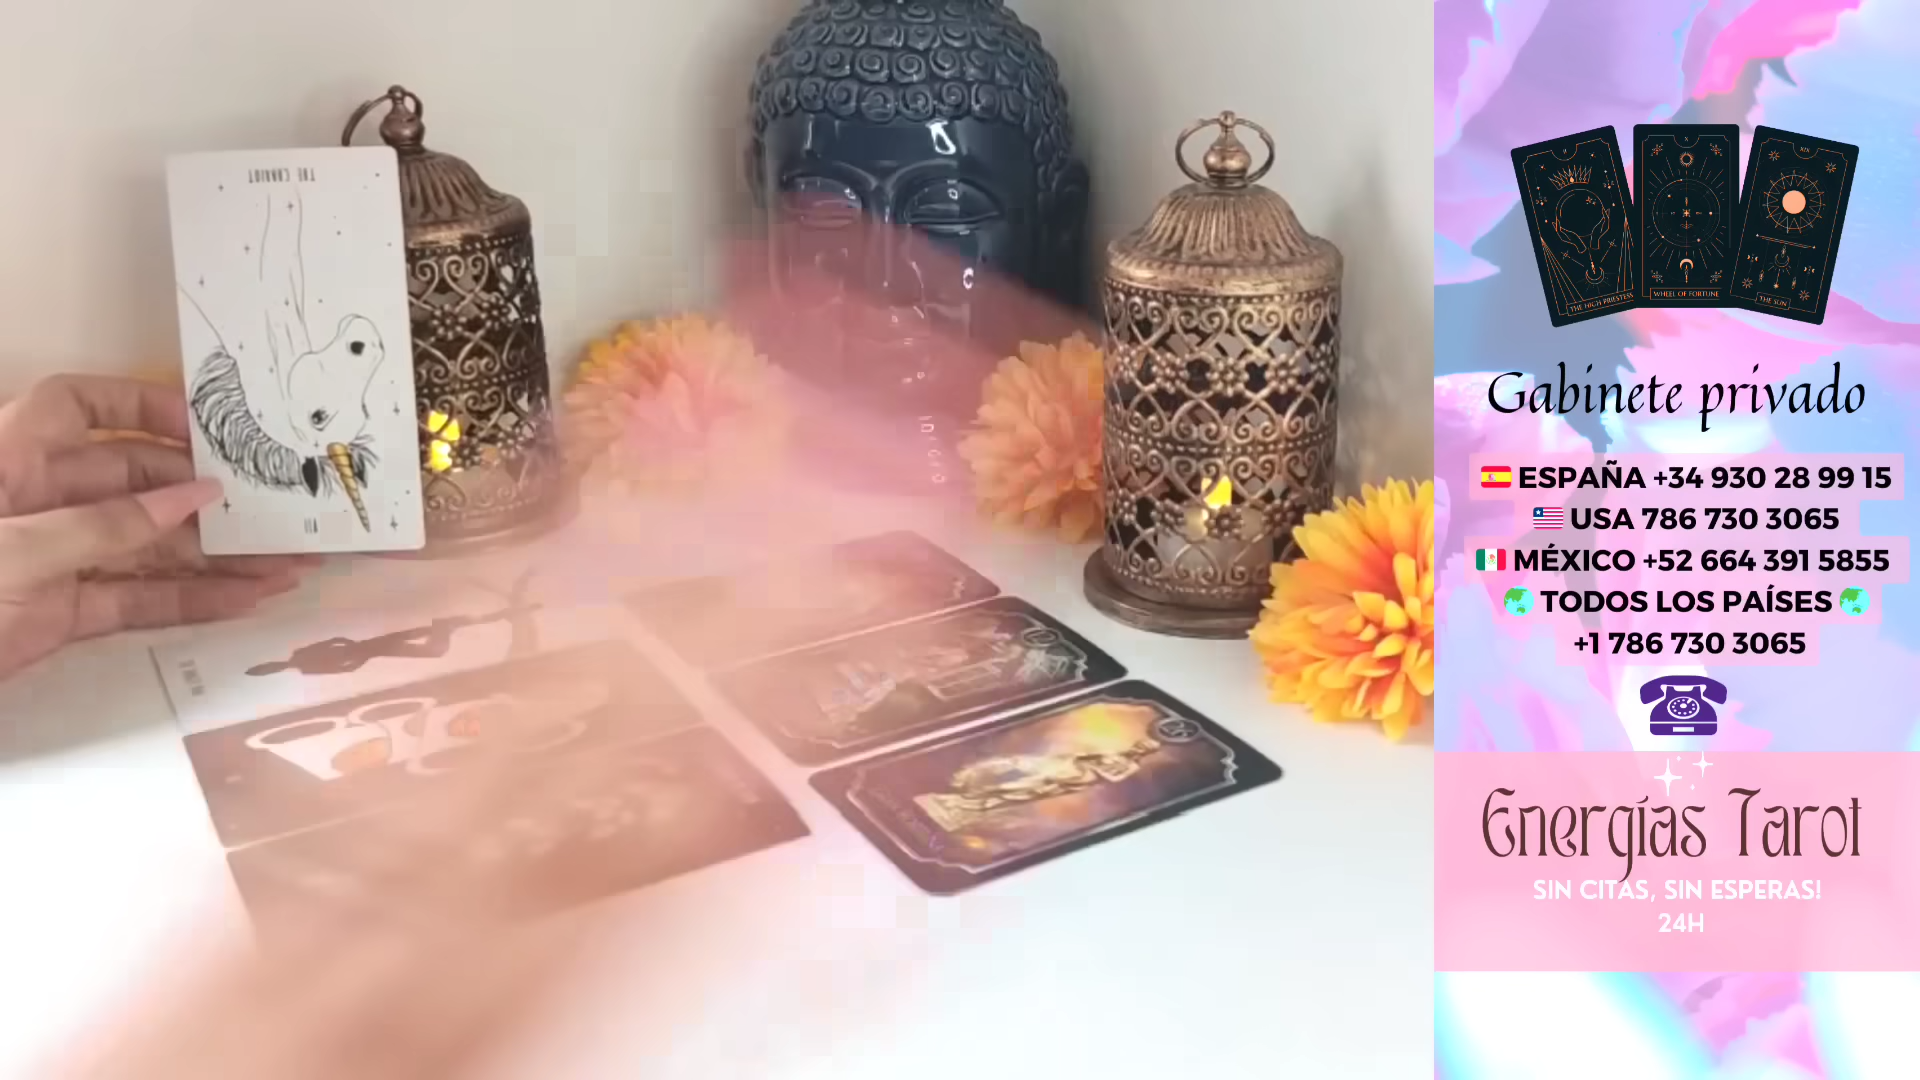 THE CHARIOT
VII
THE HIGH PRIESTESS
X
WHEEL OF FORTUNE
XIX
THE SUN
Gabinete privado
ESPAÑA +34 930 28 99 15
USA 786 730 3065
MÉXICO +52 664 391 5855
TODOS LOS PAÍSES
+1 786 730 3065
Energías Tarot
SIN CITAS, SIN ESPERAS!
24H